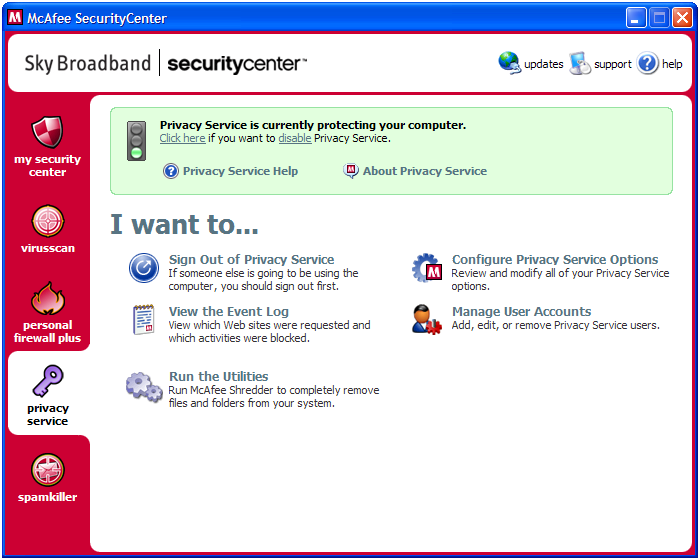 McAfee SecurityCenter
Sky Broadband securitycenter™
updates
support
help
my security
center
virusscan
personal
firewall plus
privacy
service
spamkiller
Privacy Service is currently protecting your computer.
Click here if you want to disable Privacy Service.
Privacy Service Help
About Privacy Service
I want to...
Sign Out of Privacy Service
If someone else is going to be using the
computer, you should sign out first.
Configure Privacy Service Options
Review and modify all of your Privacy Service
options.
View the Event Log
View which Web sites were requested and
which activities were blocked.
Manage User Accounts
Add, edit, or remove Privacy Service users.
Run the Utilities
Run McAfee Shredder to completely remove
files and folders from your system.